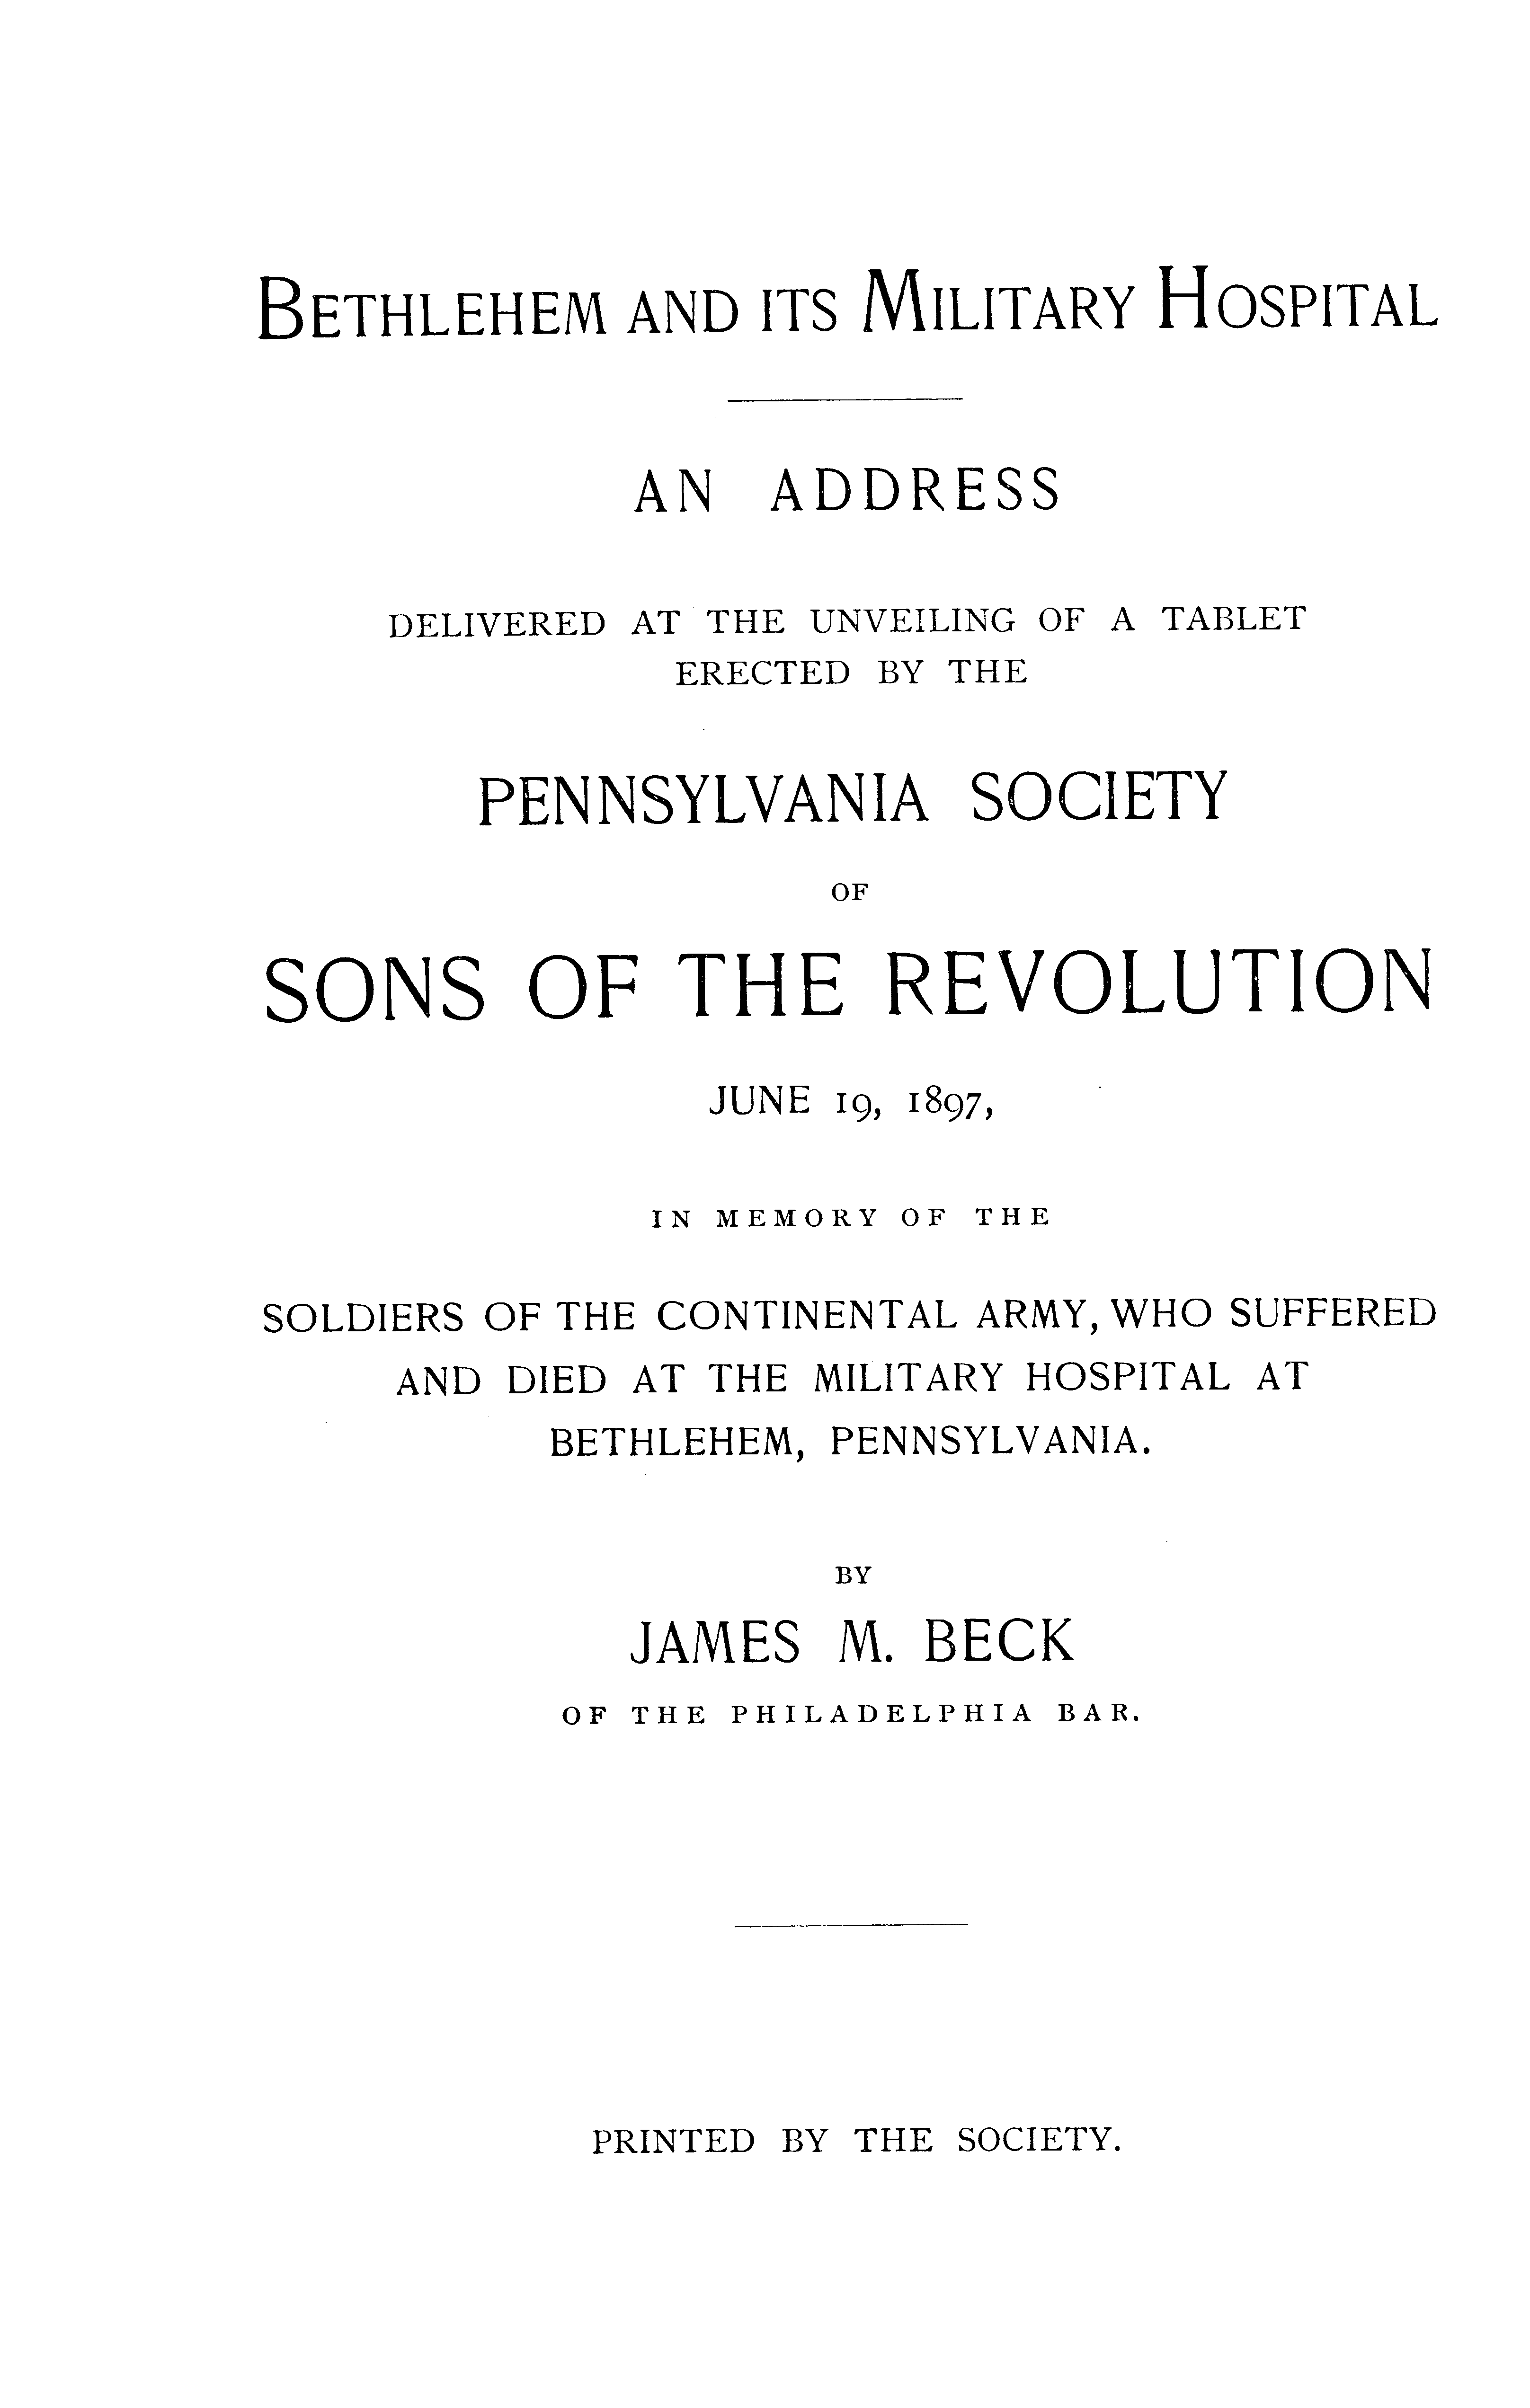 BETHLEHEM AND ITS MILITARY HOSPITAL
AN ADDRESS
DELIVERED AT THE UNVEILING OF A TABLET
ERECTED BY THE
PENNSYLVANIA SOCIETY
OF
SONS OF THE REVOLUTION
JUNE 19, 1897,
IN MEMORY OF THE
SOLDIERS OF THE CONTINENTAL ARMY, WHO SUFFERED
AND DIED AT THE MILITARY HOSPITAL AT
BETHLEHEM, PENNSYLVANIA.
BY
JAMES M. BECK
OF THE PHILADELPHIA BAR.
PRINTED BY THE SOCIETY.